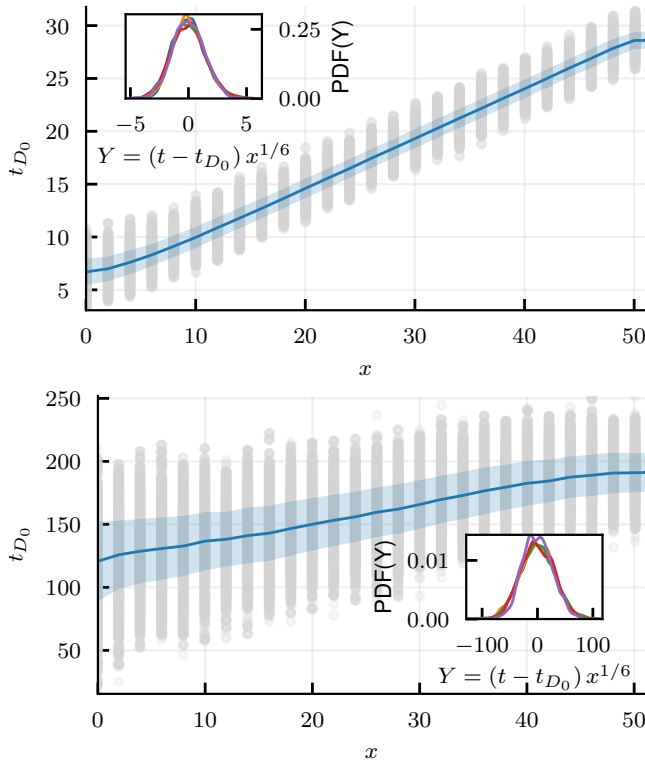 30
25
20
15
10
5
t_{D_0}
0.25
0.00
PDF(Y)
−5 0 5
Y = (t − t_{D_0}) x^{1/6}
0 10 20 30 40 50
x
250
200
150
100
50
t_{D_0}
0.01
0.00
PDF(Y)
−100 0 100
Y = (t − t_{D_0}) x^{1/6}
0 10 20 30 40 50
x